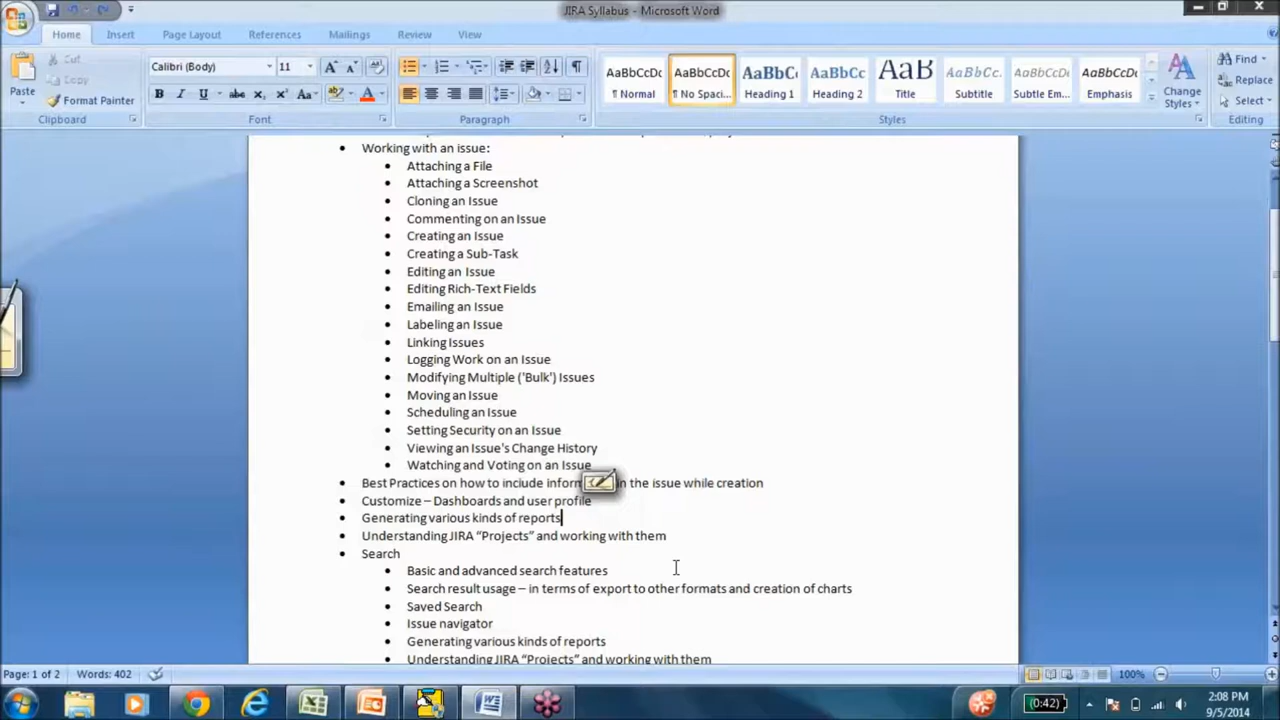 JIRA Syllabus - Microsoft Word
Home Insert Page Layout References Mailings Review View
Cut
Copy
Paste
Format Painter
Clipboard
Calibri (Body) 11
Font
Paragraph
AaBbCcDc AaBbCcDc AaBbC AaBbCc AaB AaBbCc. AaBbCcDc AaBbCcDc
¶ Normal ¶ No Spaci... Heading 1 Heading 2 Title Subtitle Subtle Em... Emphasis
Change Styles
Styles
Find
Replace
Select
Editing
• Working with an issue:
• Attaching a File
• Attaching a Screenshot
• Cloning an Issue
• Commenting on an Issue
• Creating an Issue
• Creating a Sub-Task
• Editing an Issue
• Editing Rich-Text Fields
• Emailing an Issue
• Labeling an Issue
• Linking Issues
• Logging Work on an Issue
• Modifying Multiple ('Bulk') Issues
• Moving an Issue
• Scheduling an Issue
• Setting Security on an Issue
• Viewing an Issue's Change History
• Watching and Voting on an Issue
• Best Practices on how to include in the issue while creation
• Customize – Dashboards and user profile
• Generating various kinds of reports
• Understanding JIRA “Projects” and working with them
• Search
• Basic and advanced search features
• Search result usage – in terms of export to other formats and creation of charts
• Saved Search
• Issue navigator
• Generating various kinds of reports
• Understanding JIRA “Projects” and working with them
Page: 1 of 2 Words: 402 100%
(0:42)
2:08 PM
9/5/2014